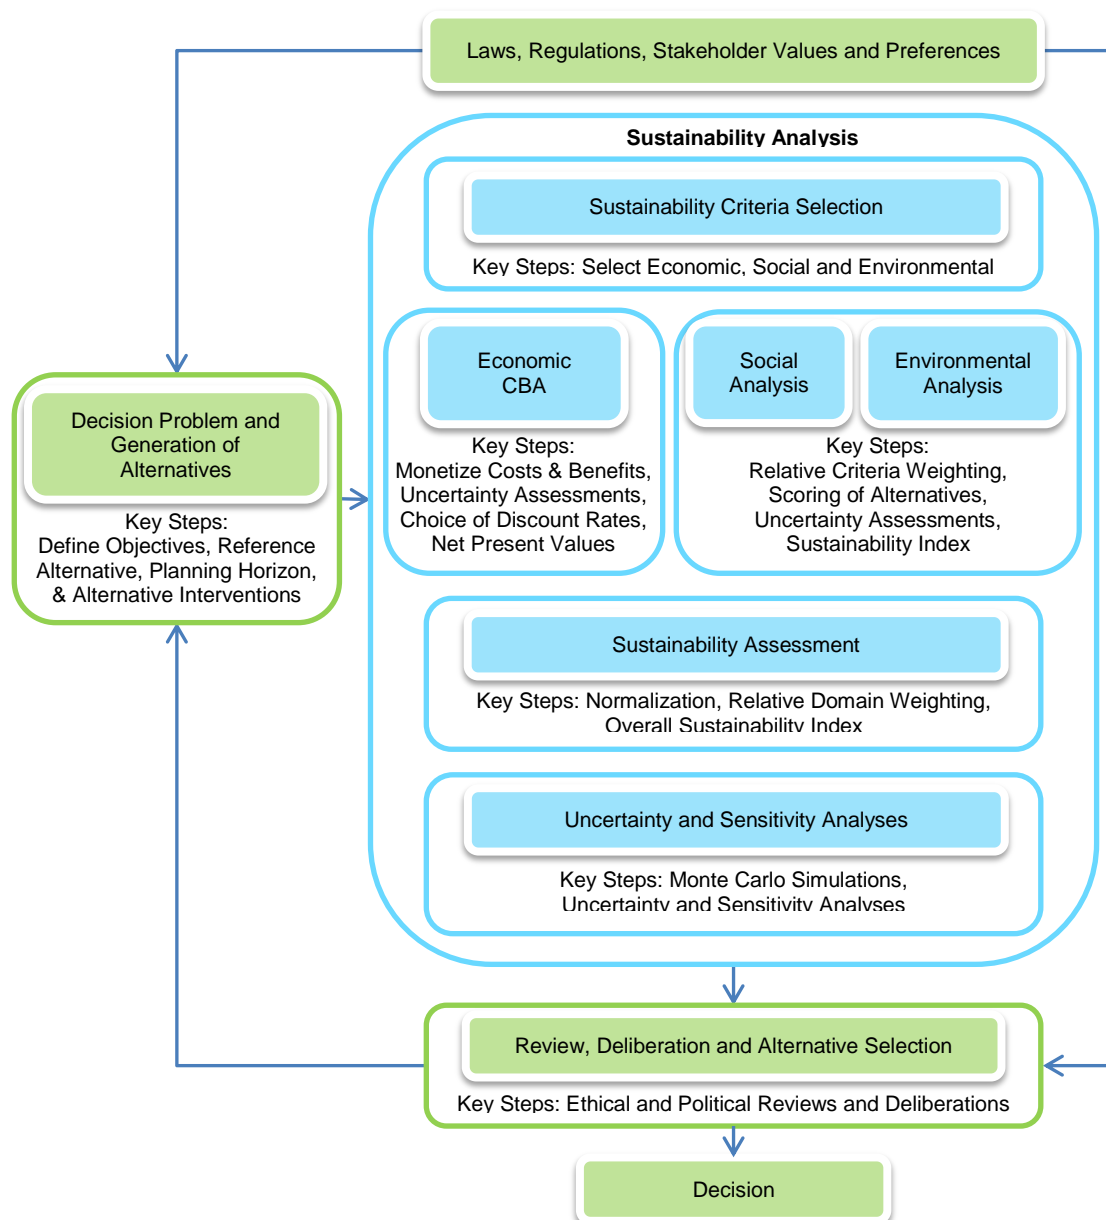 Laws, Regulations, Stakeholder Values and Preferences
Sustainability Analysis
Sustainability Criteria Selection
Key Steps: Select Economic, Social and Environmental
Economic
CBA
Key Steps:
Monetize Costs & Benefits,
Uncertainty Assessments,
Choice of Discount Rates,
Net Present Values
Social
Analysis
Environmental
Analysis
Key Steps:
Relative Criteria Weighting,
Scoring of Alternatives,
Uncertainty Assessments,
Sustainability Index
Decision Problem and
Generation of
Alternatives
Key Steps:
Define Objectives, Reference
Alternative, Planning Horizon,
& Alternative Interventions
Sustainability Assessment
Key Steps: Normalization, Relative Domain Weighting,
Overall Sustainability Index
Uncertainty and Sensitivity Analyses
Key Steps: Monte Carlo Simulations,
Uncertainty and Sensitivity Analyses
Review, Deliberation and Alternative Selection
Key Steps: Ethical and Political Reviews and Deliberations
Decision